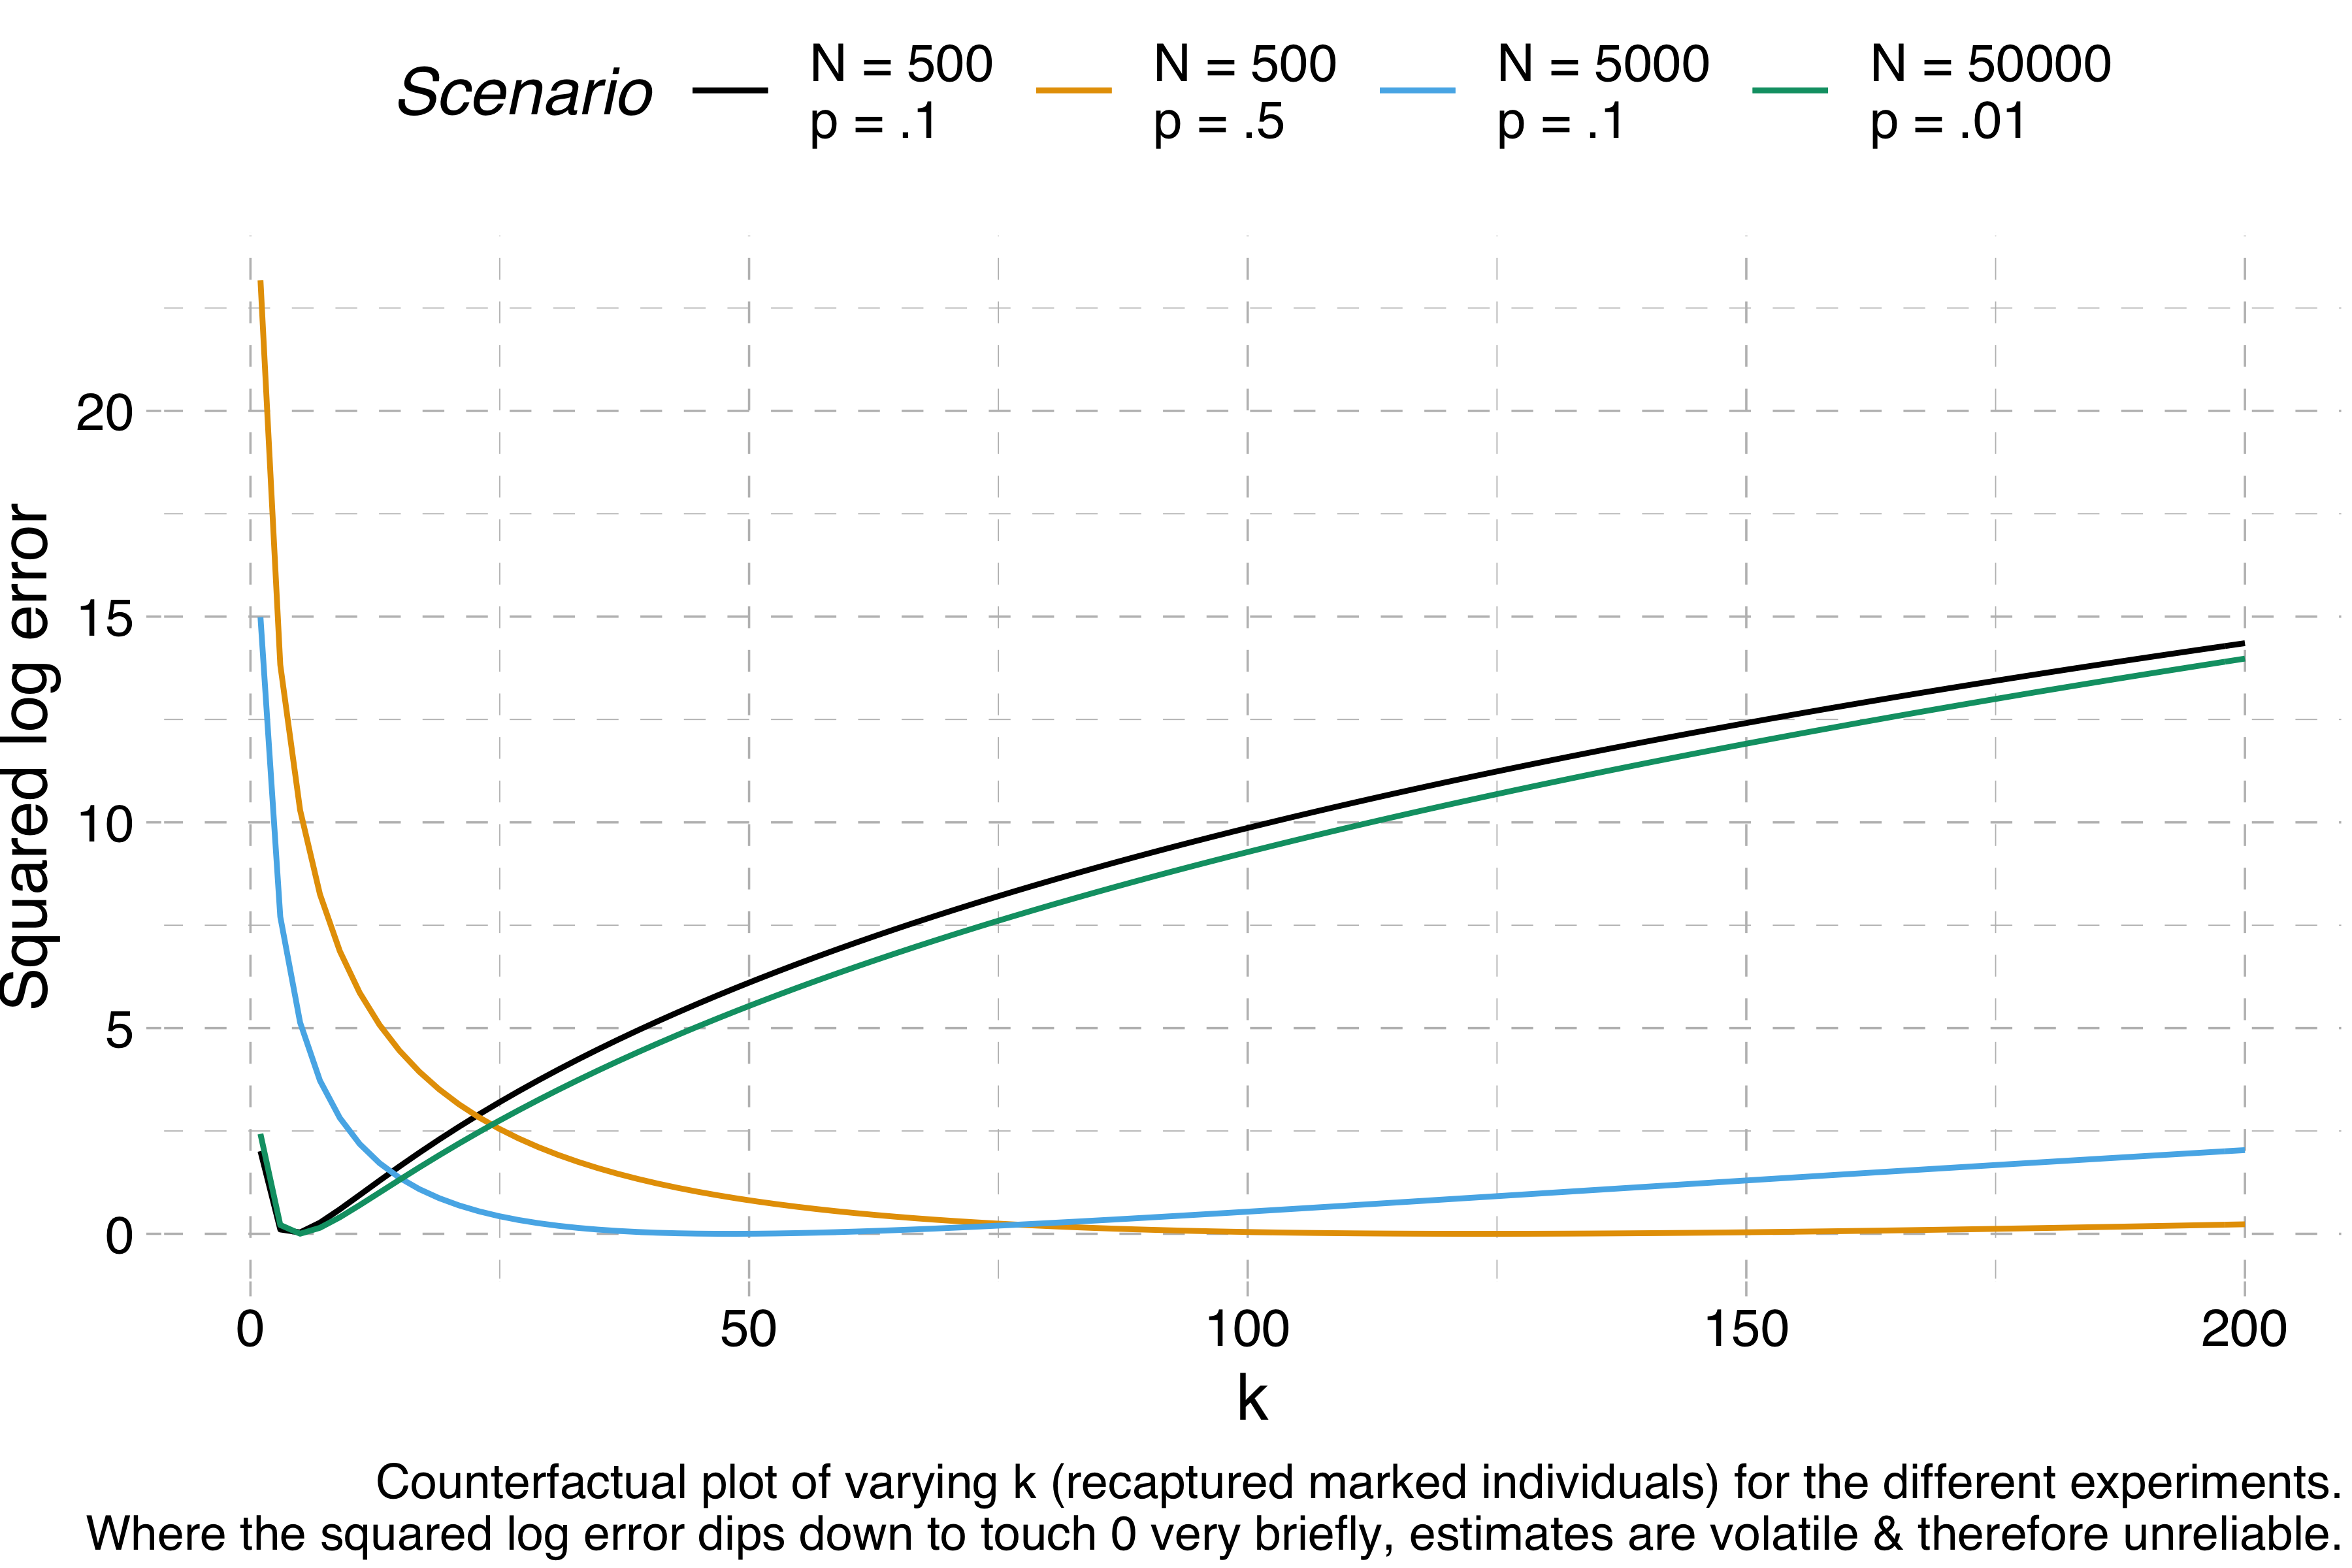 Scenario
N = 500
p = .1
N = 500
p = .5
N = 5000
p = .1
N = 50000
p = .01
Squared log error
20
15
10
5
0
0
50
100
150
200
k
Counterfactual plot of varying k (recaptured marked individuals) for the different experiments.
Where the squared log error dips down to touch 0 very briefly, estimates are volatile & therefore unreliable.